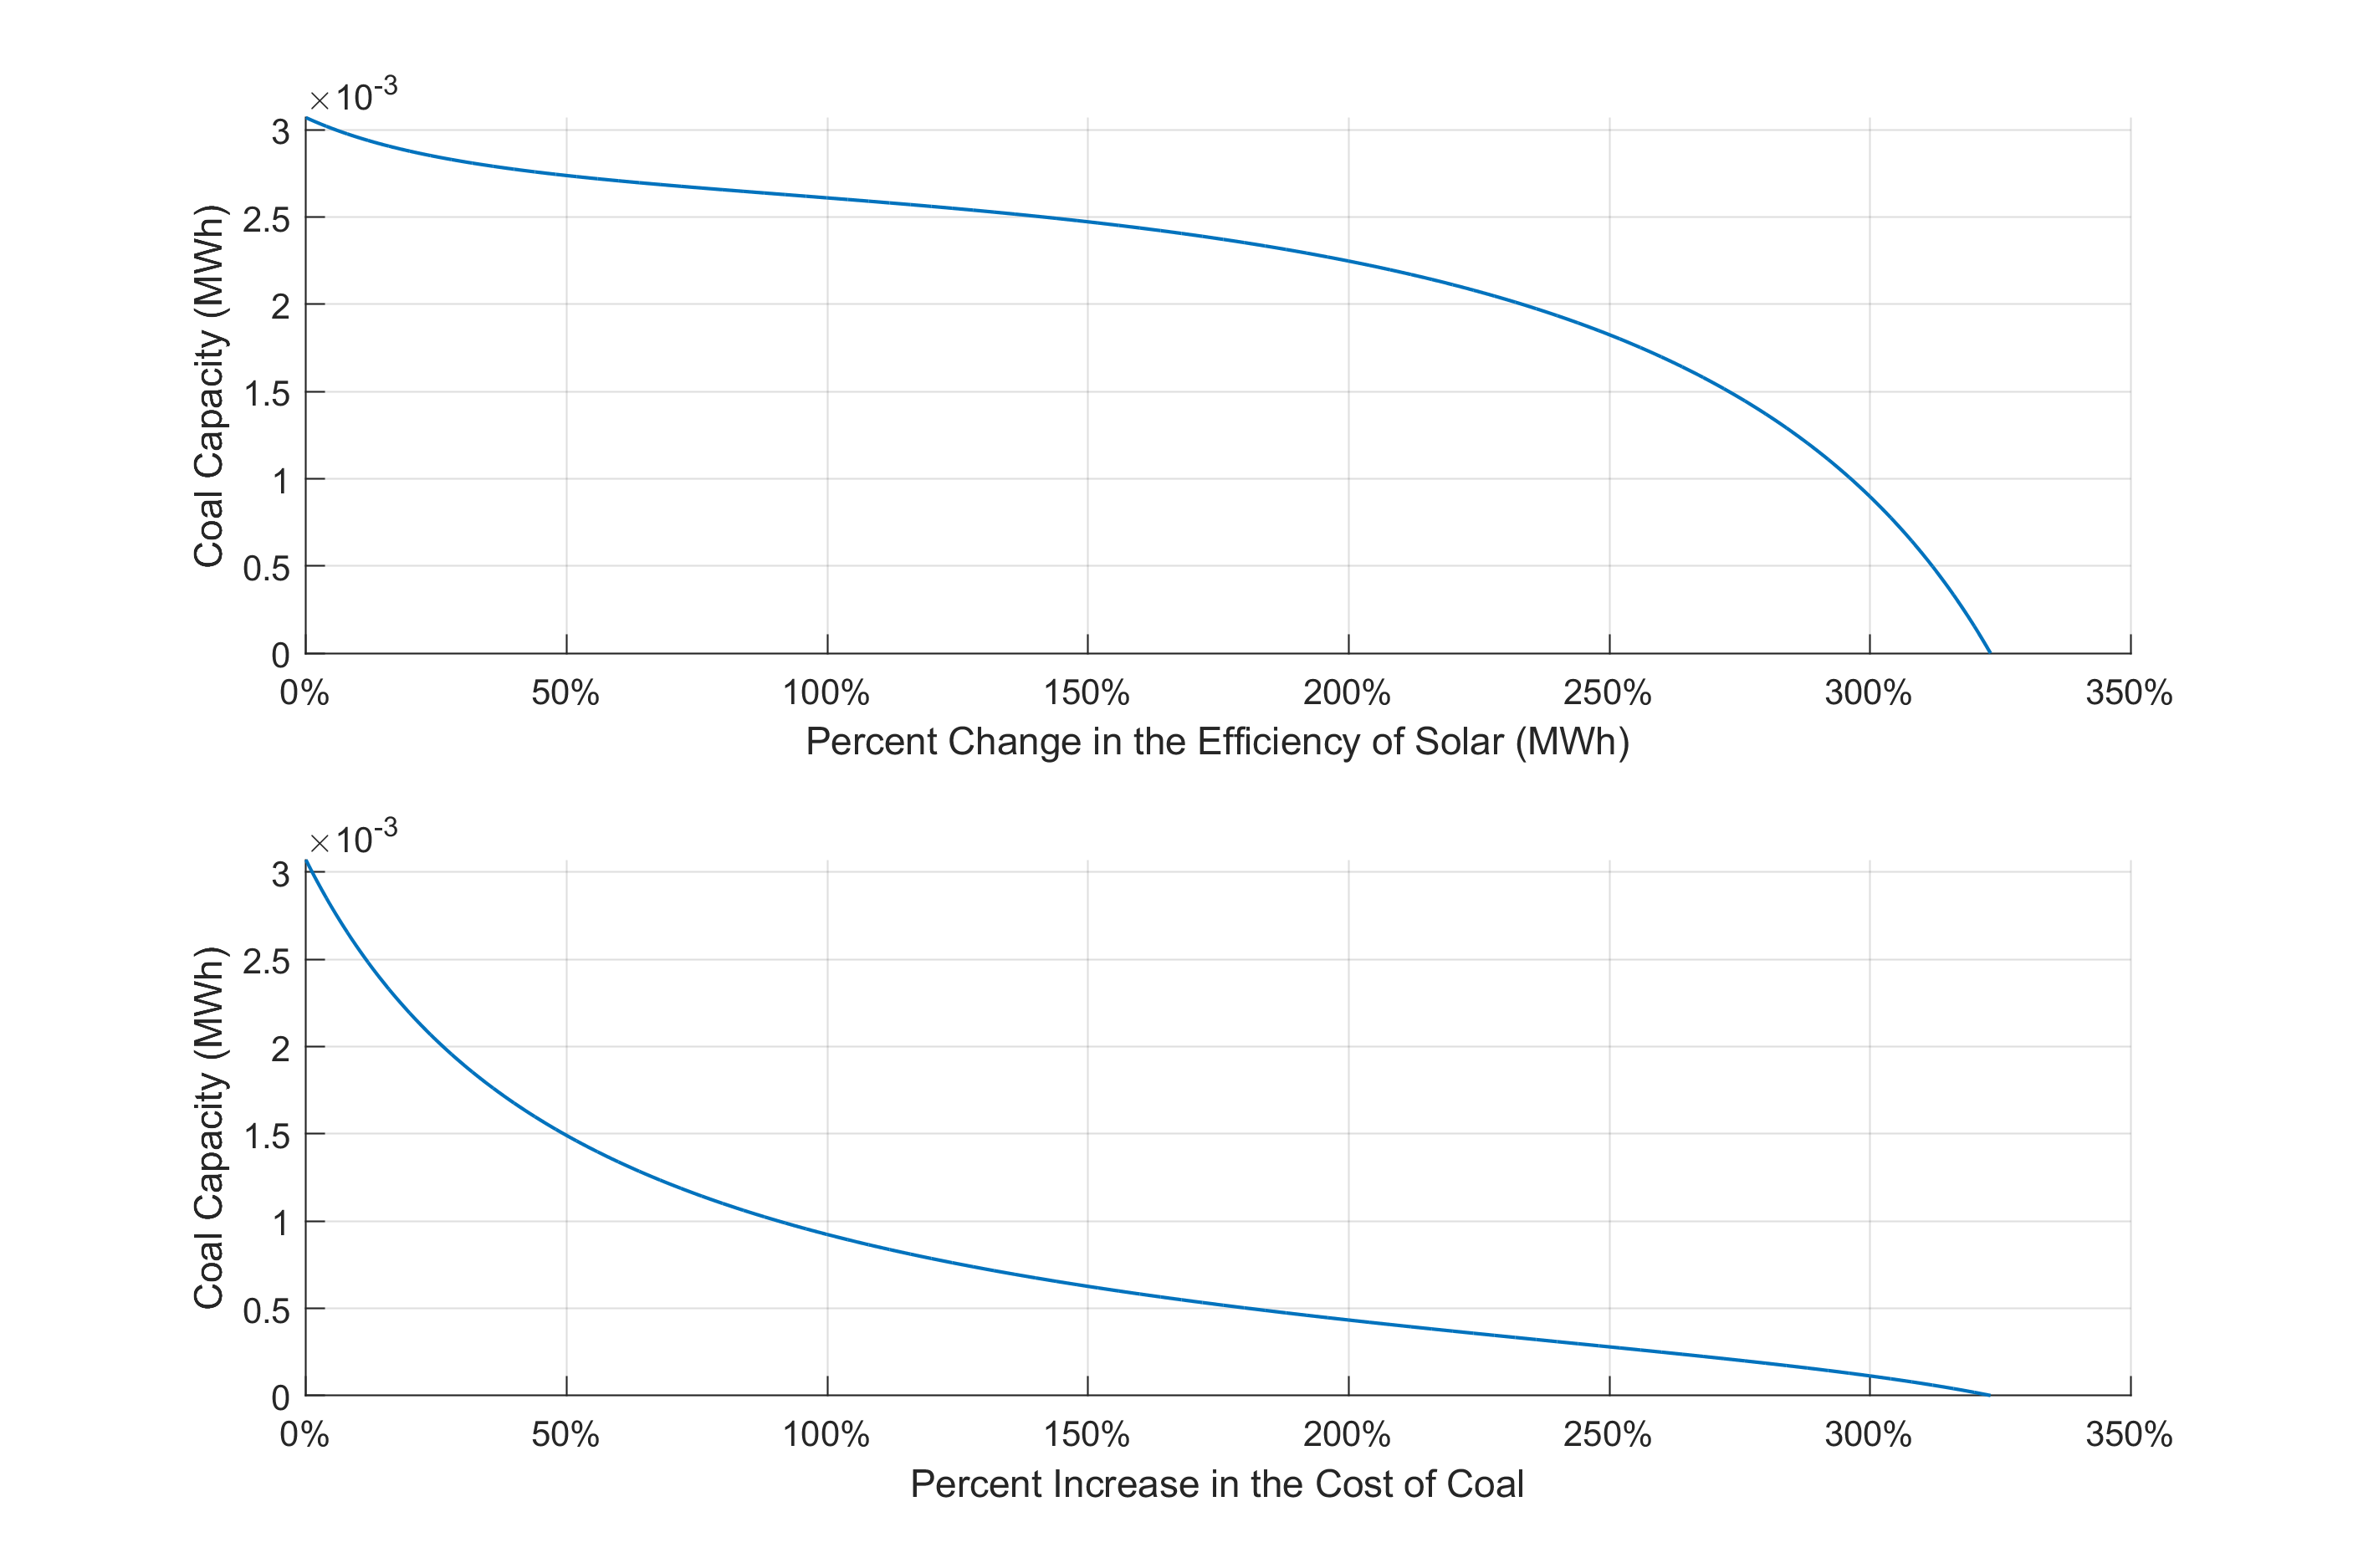 ×10-3
3
2.5
2
1.5
1
0.5
0
0% 50% 100% 150% 200% 250% 300% 350%
Coal Capacity (MWh)
Percent Change in the Efficiency of Solar (MWh)
×10-3
3
2.5
2
1.5
1
0.5
0
0% 50% 100% 150% 200% 250% 300% 350%
Coal Capacity (MWh)
Percent Increase in the Cost of Coal